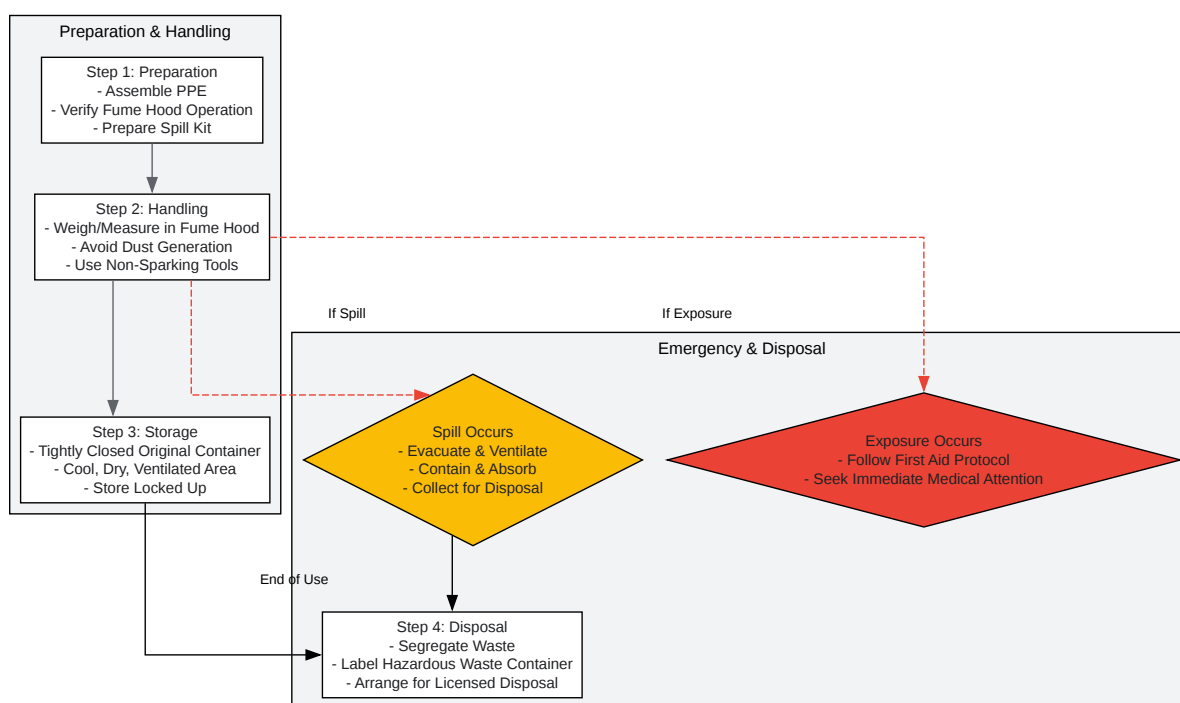 Preparation & Handling
Step 1: Preparation
- Assemble PPE
- Verify Fume Hood Operation
- Prepare Spill Kit
Step 2: Handling
- Weigh/Measure in Fume Hood
- Avoid Dust Generation
- Use Non-Sparking Tools
If Spill
If Exposure
Emergency & Disposal
Step 3: Storage
- Tightly Closed Original Container
- Cool, Dry, Ventilated Area
- Store Locked Up
Spill Occurs
- Evacuate & Ventilate
- Contain & Absorb
- Collect for Disposal
Exposure Occurs
- Follow First Aid Protocol
- Seek Immediate Medical Attention
End of Use
Step 4: Disposal
- Segregate Waste
- Label Hazardous Waste Container
- Arrange for Licensed Disposal